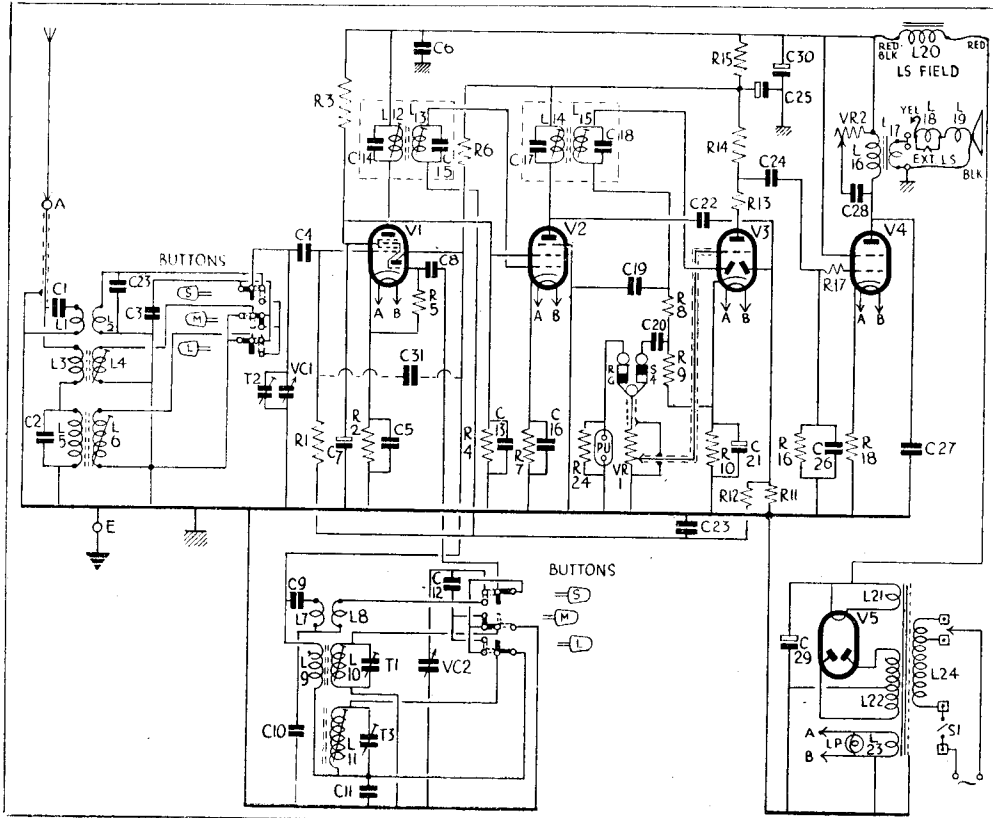 C6
R15
C30
RED
BLK
L20
RED
LS FIELD
R3
L12
L13
C14
C15
R6
L14
L15
C17
C18
C25
R14
C24
VR2
L16
L17
YEL
L18
L19
EXT LS
BLK
C28
R13
A
C4
V1
C8
V2
C22
V3
V4
BUTTONS
C23
S
C1
L1
L2
C3
M
L
A B
R5
A B
C19
R8
A B
R17
A B
L3
L4
C31
C20
RG
S4
R9
T2
VC1
C2
L5
L6
R1
R2
C7
C5
R4
C13
R7
C16
R24
PU
VR1
R10
C21
R16
C26
R18
C27
R12
R11
E
C23
C9
L7
L8
C12
BUTTONS
S
M
L
L9
L10
T1
VC2
C10
L11
T3
C11
L21
V5
C29
L22
L24
A
B
LP
L23
S1